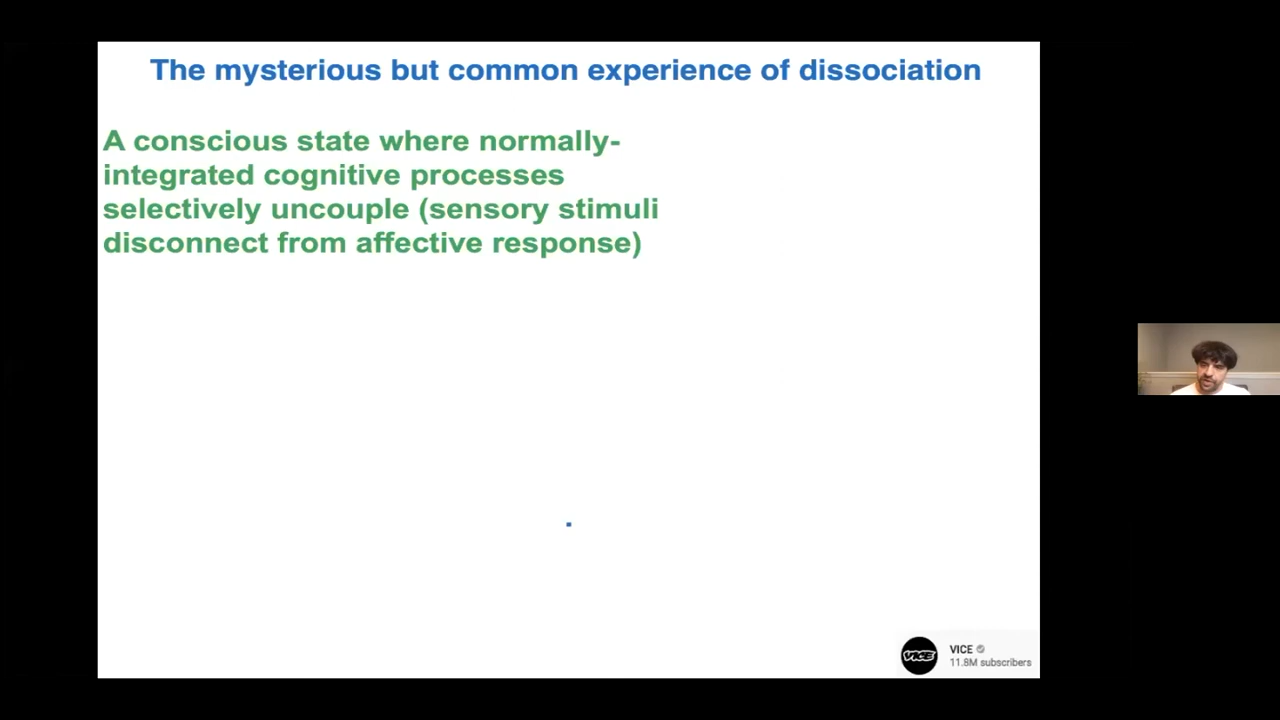 The mysterious but common experience of dissociation
A conscious state where normally-
integrated cognitive processes
selectively uncouple (sensory stimuli
disconnect from affective response)
.
VICE
VICE
11.8M subscribers